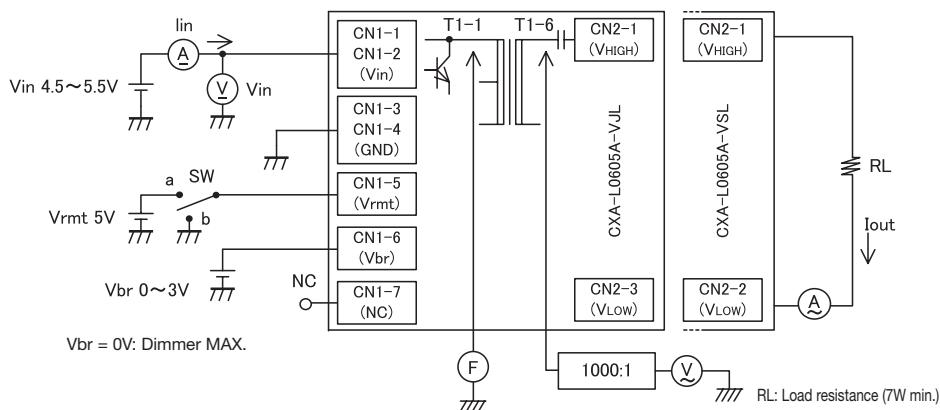 Iin
A
Vin 4.5～5.5V
V
Vin
CN1-1
CN1-2
(Vin)
CN1-3
CN1-4
(GND)
a
SW
b
Vrmt 5V
CN1-5
(Vrmt)
CN1-6
(Vbr)
Vbr 0～3V
NC
CN1-7
(NC)
Vbr = 0V: Dimmer MAX.
T1-1
T1-6
CN2-1
(VHIGH)
CXA-L0605A-VJL
CN2-3
(VLOW)
CN2-1
(VHIGH)
CXA-L0605A-VSL
CN2-2
(VLOW)
RL
Iout
A
F
1000:1
V
RL: Load resistance (7W min.)